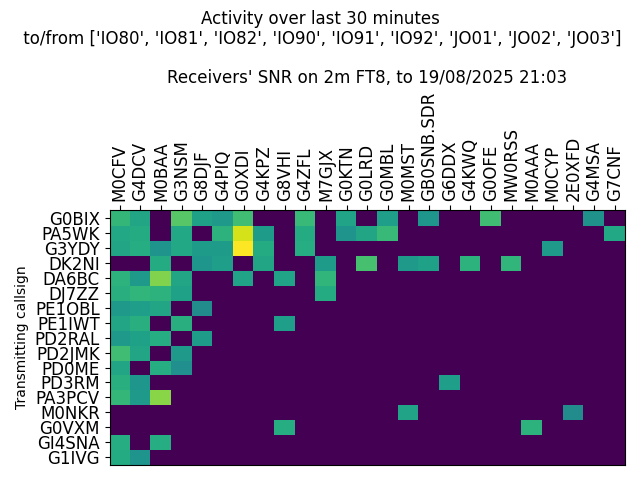 Activity over last 30 minutes
to/from ['IO80', 'IO81', 'IO82', 'IO90', 'IO91', 'IO92', 'JO01', 'JO02', 'JO03']
Receivers' SNR on 2m FT8, to 19/08/2025 21:03
M0CFV
G4DCV
M0BAA
G3NSM
G8DJF
G4PIQ
G0XDI
G4KPZ
G8VHI
G4ZFL
M7GJX
G0KTN
G0LRD
G0MBL
M0MST
GB0SNB.SDR
G6DDX
G4KWQ
G0OFE
MW0RSS
M0AAA
M0CYP
2E0XFD
G4MSA
G7CNF
Transmitting callsign
G0BIX
PA5WK
G3YDY
DK2NI
DA6BC
DJ7ZZ
PE1OBL
PE1IWT
PD2RAL
PD2JMK
PD0ME
PD3RM
PA3PCV
M0NKR
G0VXM
GI4SNA
G1IVG